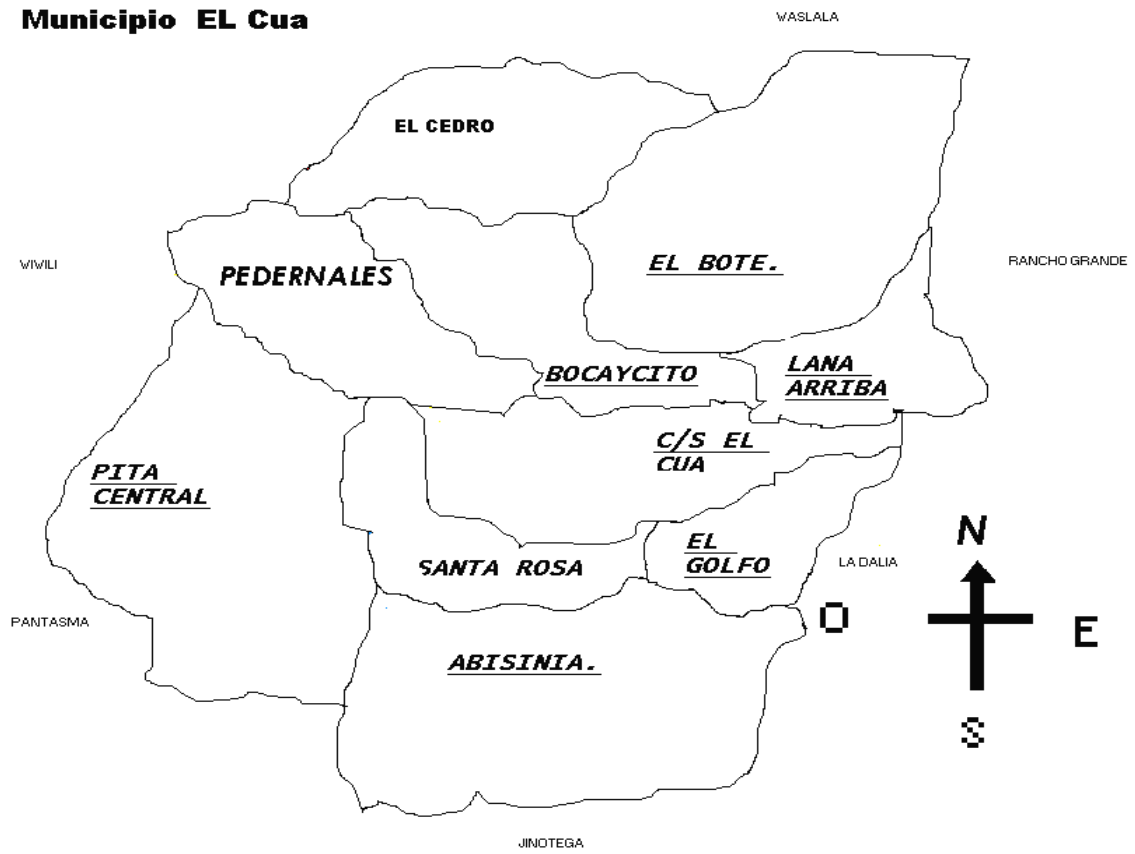 Municipio EL Cua
WASLALA
EL CEDRO
WIWILI
PEDERNALES
EL BOTE.
RANCHO GRANDE
BOCAYCITO
LANA
ARRIBA
C/S EL
CUA
PITA
CENTRAL
SANTA ROSA
EL
GOLFO
LA DALIA
N
O
E
S
PANTASMA
ABISINIA.
JINOTEGA